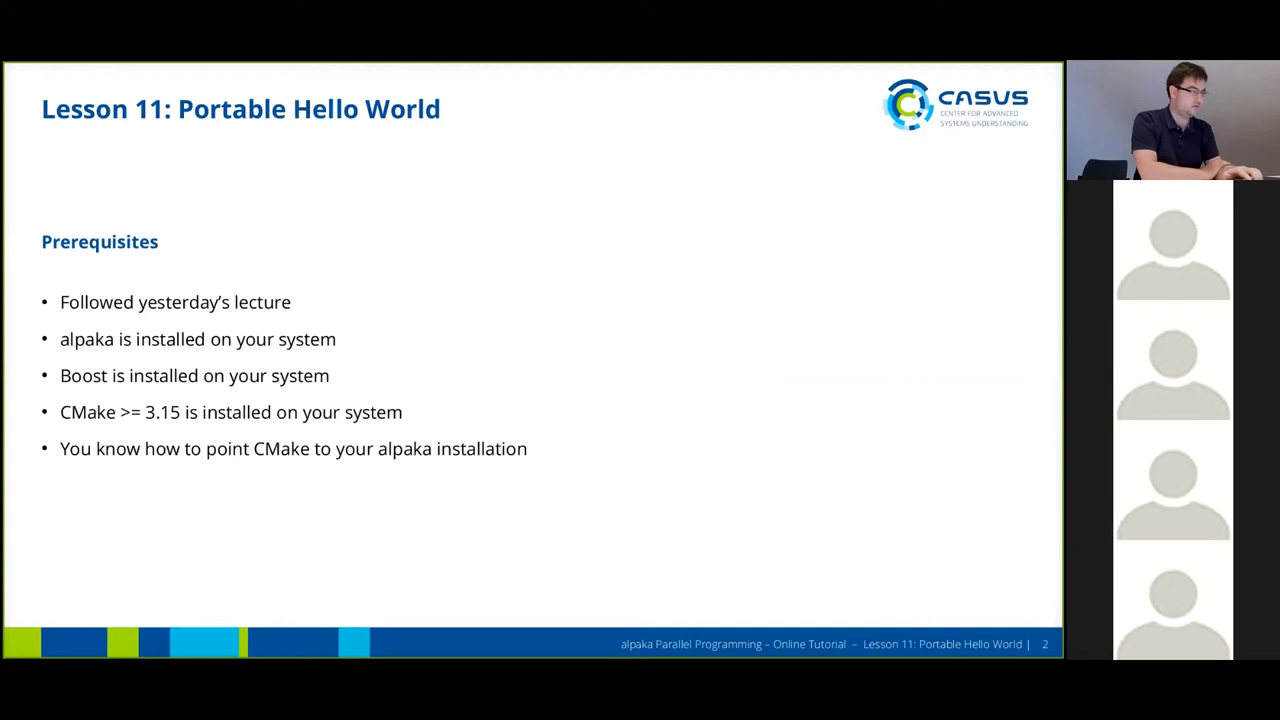 Lesson 11: Portable Hello World
CASUS
CENTER FOR ADVANCED
SYSTEMS UNDERSTANDING
Prerequisites
• Followed yesterday's lecture
• alpaka is installed on your system
• Boost is installed on your system
• CMake >= 3.15 is installed on your system
• You know how to point CMake to your alpaka installation
alpaka Parallel Programming – Online Tutorial – Lesson 11: Portable Hello World | 2